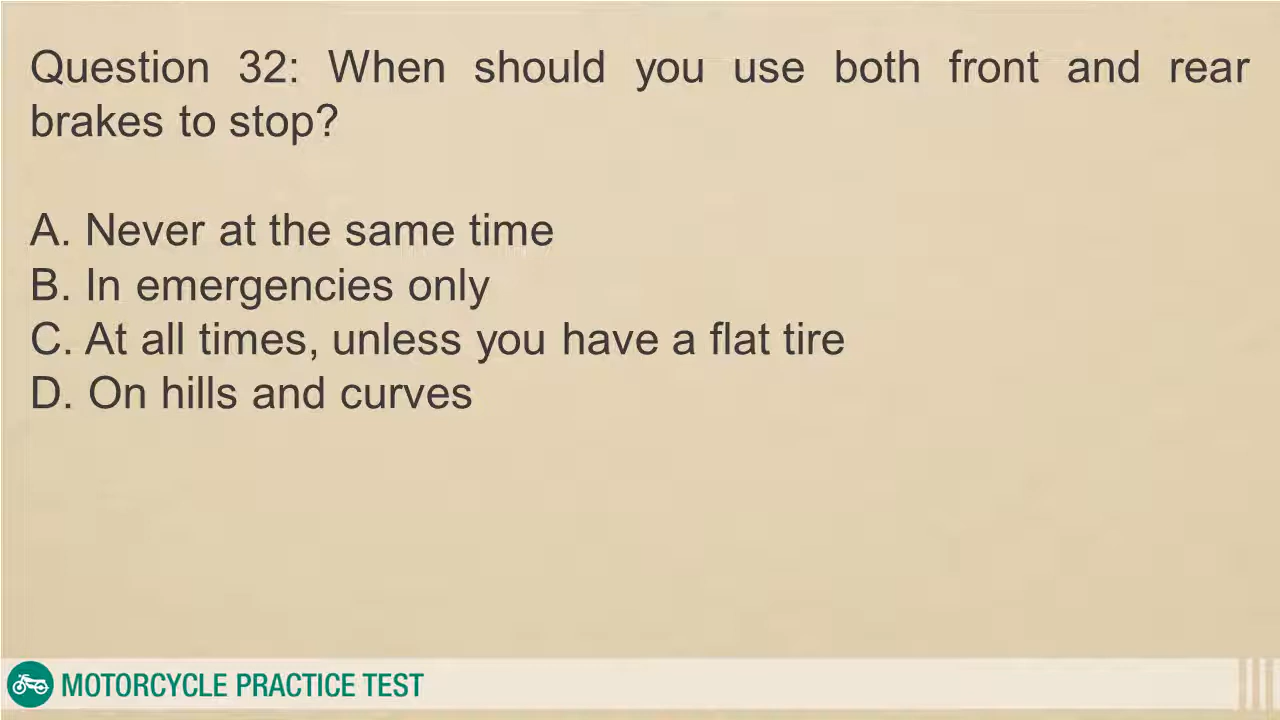 Question 32: When should you use both front and rear
brakes to stop?
A. Never at the same time
B. In emergencies only
C. At all times, unless you have a flat tire
D. On hills and curves
MOTORCYCLE PRACTICE TEST